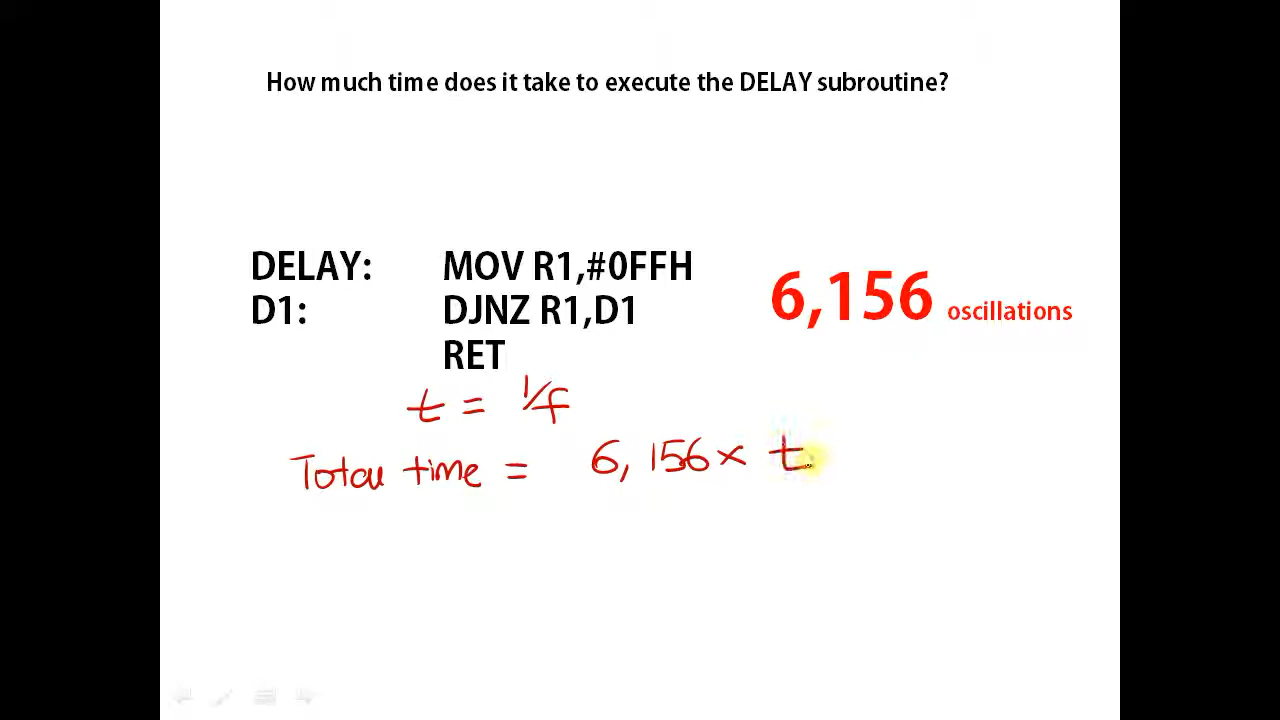 How much time does it take to execute the DELAY subroutine?
DELAY: MOV R1,#0FFH
D1: DJNZ R1,D1
RET
6,156 oscillations
t = 1/f
Total time = 6,156 × t